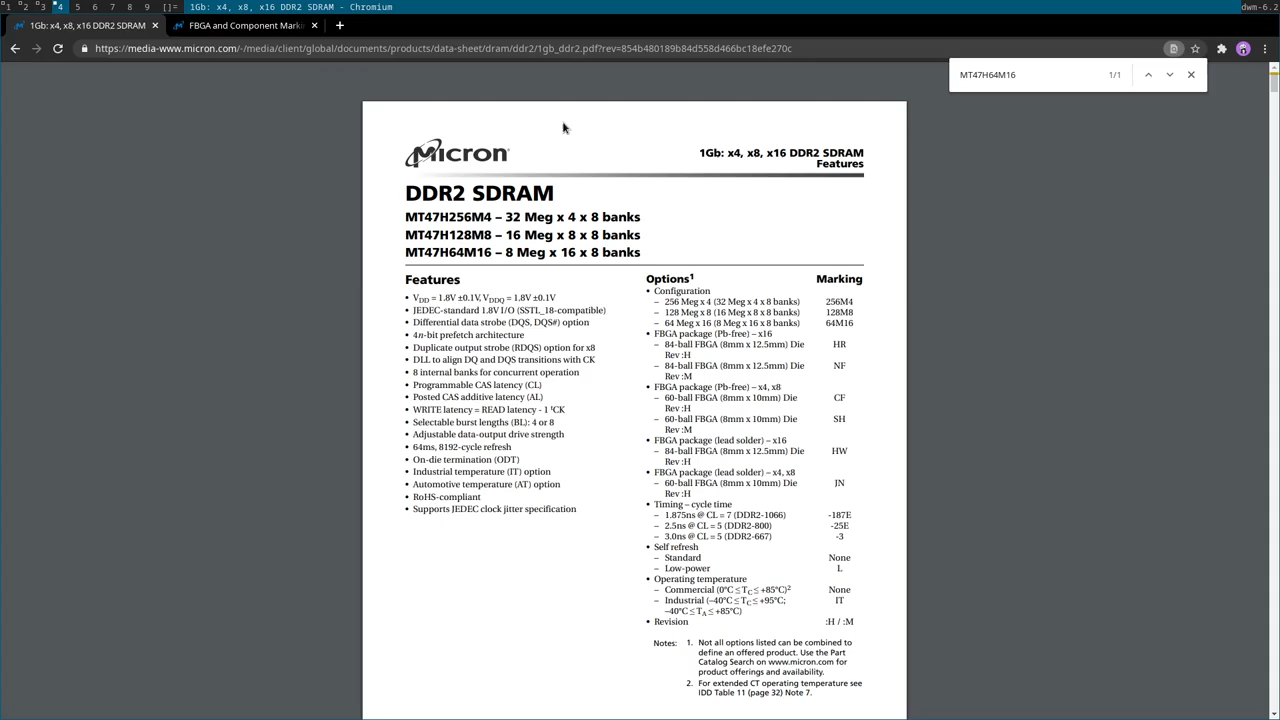 1 2 3 4 5 6 7 8 9 []= 1Gb: x4, x8, x16 DDR2 SDRAM - Chromium dwm-6.2
1Gb: x4, x8, x16 DDR2 SDRAM × FBGA and Component Marki × +
https://media-www.micron.com/-/media/client/global/documents/products/data-sheet/dram/ddr2/1gb_ddr2.pdf?rev=854b480189b84d558d466bc18efe270c
MT47H64M16 1/1
Micron
1Gb: x4, x8, x16 DDR2 SDRAM
Features
DDR2 SDRAM
MT47H256M4 – 32 Meg x 4 x 8 banks
MT47H128M8 – 16 Meg x 8 x 8 banks
MT47H64M16 – 8 Meg x 16 x 8 banks
Features
• VDD = 1.8V ±0.1V, VDDQ = 1.8V ±0.1V
• JEDEC-standard 1.8V I/O (SSTL_18-compatible)
• Differential data strobe (DQS, DQS#) option
• 4n-bit prefetch architecture
• Duplicate output strobe (RDQS) option for x8
• DLL to align DQ and DQS transitions with CK
• 8 internal banks for concurrent operation
• Programmable CAS latency (CL)
• Posted CAS additive latency (AL)
• WRITE latency = READ latency - 1 tCK
• Selectable burst lengths (BL): 4 or 8
• Adjustable data-output drive strength
• 64ms, 8192-cycle refresh
• On-die termination (ODT)
• Industrial temperature (IT) option
• Automotive temperature (AT) option
• RoHS-compliant
• Supports JEDEC clock jitter specification
Options1 Marking
• Configuration
– 256 Meg x 4 (32 Meg x 4 x 8 banks) 256M4
– 128 Meg x 8 (16 Meg x 8 x 8 banks) 128M8
– 64 Meg x 16 (8 Meg x 16 x 8 banks) 64M16
• FBGA package (Pb-free) – x16
– 84-ball FBGA (8mm x 12.5mm) Die HR
Rev :H
– 84-ball FBGA (8mm x 12.5mm) Die NF
Rev :M
• FBGA package (Pb-free) – x4, x8
– 60-ball FBGA (8mm x 10mm) Die CF
Rev :H
– 60-ball FBGA (8mm x 10mm) Die SH
Rev :M
• FBGA package (lead solder) – x16
– 84-ball FBGA (8mm x 12.5mm) Die HW
Rev :H
• FBGA package (lead solder) – x4, x8
– 60-ball FBGA (8mm x 10mm) Die JN
Rev :H
• Timing – cycle time
– 1.875ns @ CL = 7 (DDR2-1066) -187E
– 2.5ns @ CL = 5 (DDR2-800) -25E
– 3.0ns @ CL = 5 (DDR2-667) -3
• Self refresh
– Standard None
– Low-power L
• Operating temperature
– Commercial (0°C ≤ TC ≤ +85°C)2 None
– Industrial (–40°C ≤ TC ≤ +95°C; IT
–40°C ≤ TA ≤ +85°C)
• Revision :H / :M
Notes: 1. Not all options listed can be combined to
define an offered product. Use the Part
Catalog Search on www.micron.com for
product offerings and availability.
2. For extended CT operating temperature see
IDD Table 11 (page 32) Note 7.